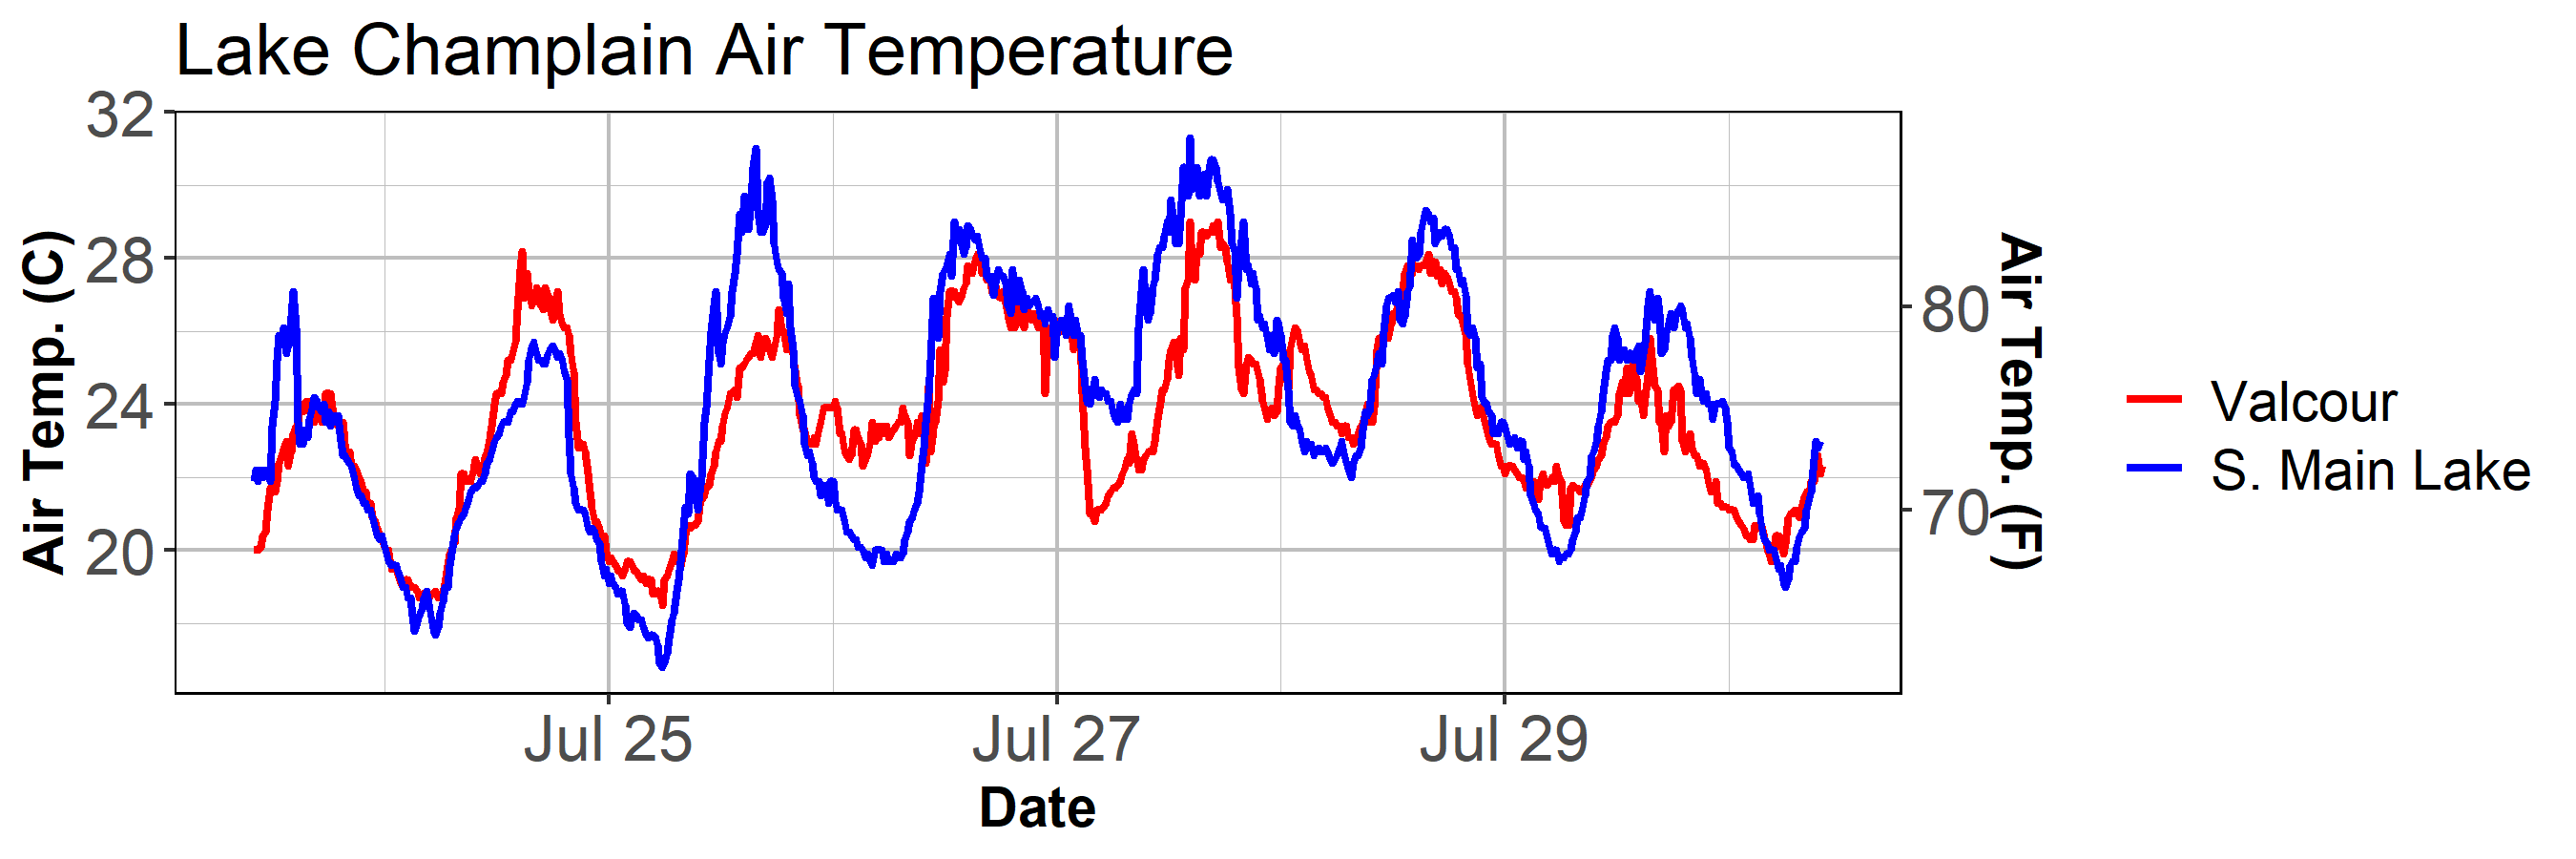 Lake Champlain Air Temperature
32
28
24
20
Air Temp. (C)
80
70
Air Temp. (F)
Jul 25
Jul 27
Jul 29
Date
Valcour
S. Main Lake